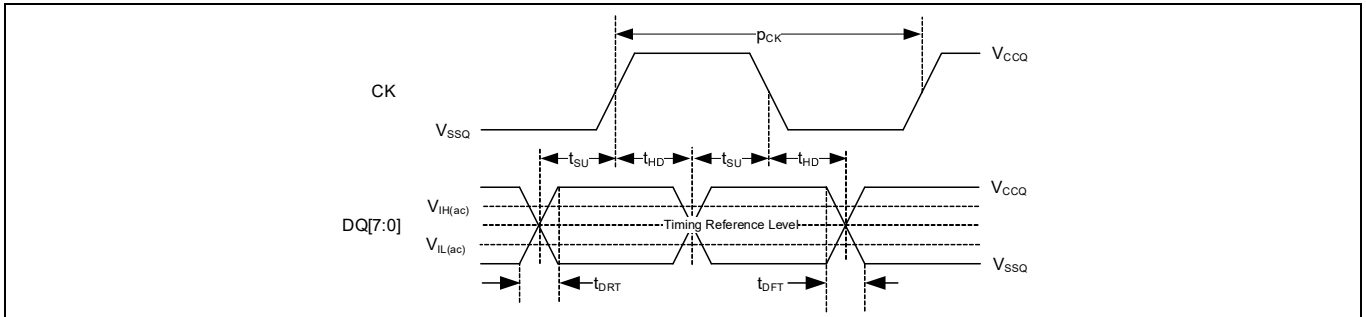 pCK
VCCQ
CK
VSSQ
tSU tHD tSU tHD
VCCQ
VIH(ac)
DQ[7:0] Timing Reference Level
VIL(ac)
VSSQ
tDRT tDFT